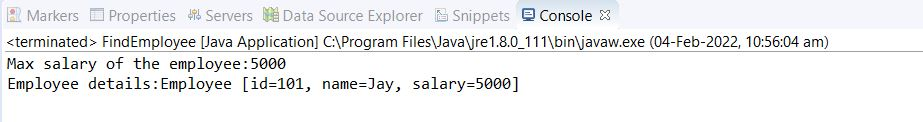 Markers Properties Servers Data Source Explorer Snippets Console
<terminated> FindEmployee [Java Application] C:\Program Files\Java\jre1.8.0_111\bin\javaw.exe (04-Feb-2022, 10:56:04 am)
Max salary of the employee:5000
Employee details:Employee [id=101, name=Jay, salary=5000]